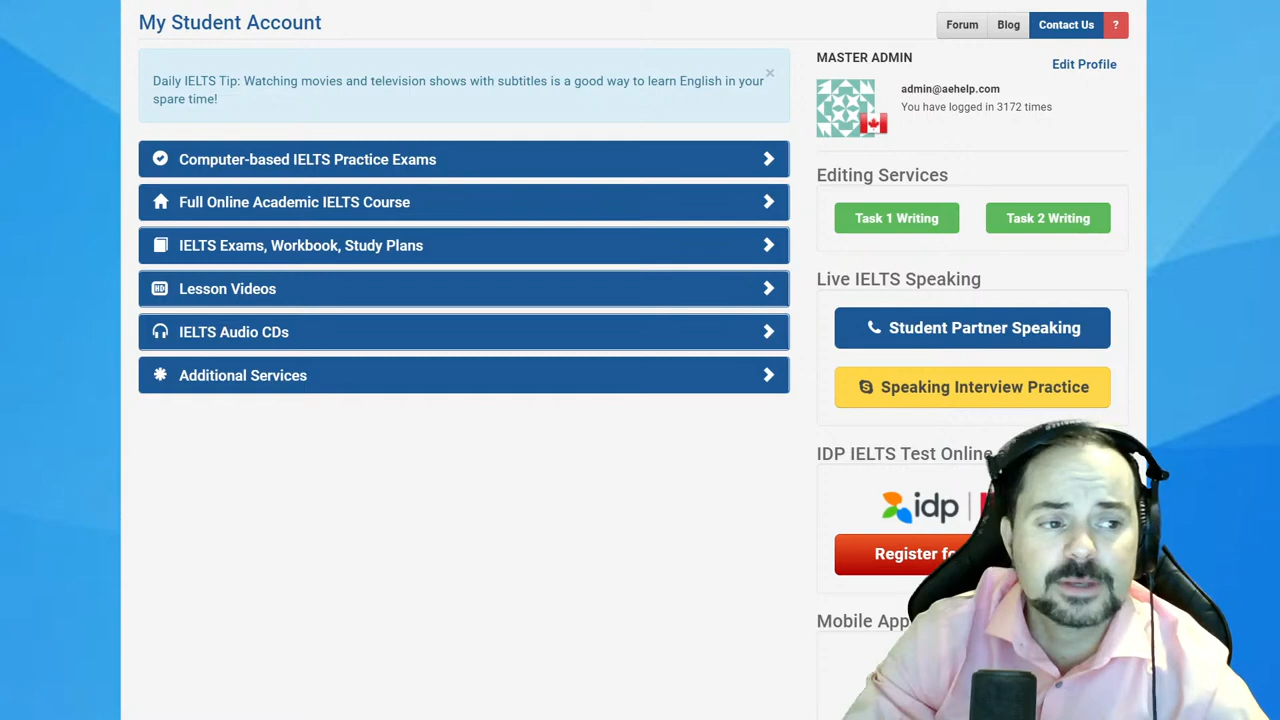 My Student Account
Forum
Blog
Contact Us
?
Daily IELTS Tip: Watching movies and television shows with subtitles is a good way to learn English in your
spare time!
×
Computer-based IELTS Practice Exams
Full Online Academic IELTS Course
IELTS Exams, Workbook, Study Plans
HD Lesson Videos
IELTS Audio CDs
Additional Services
MASTER ADMIN
Edit Profile
admin@aehelp.com
You have logged in 3172 times
Editing Services
Task 1 Writing
Task 2 Writing
Live IELTS Speaking
Student Partner Speaking
Speaking Interview Practice
IDP IELTS Test Online
idp
Register
Mobile